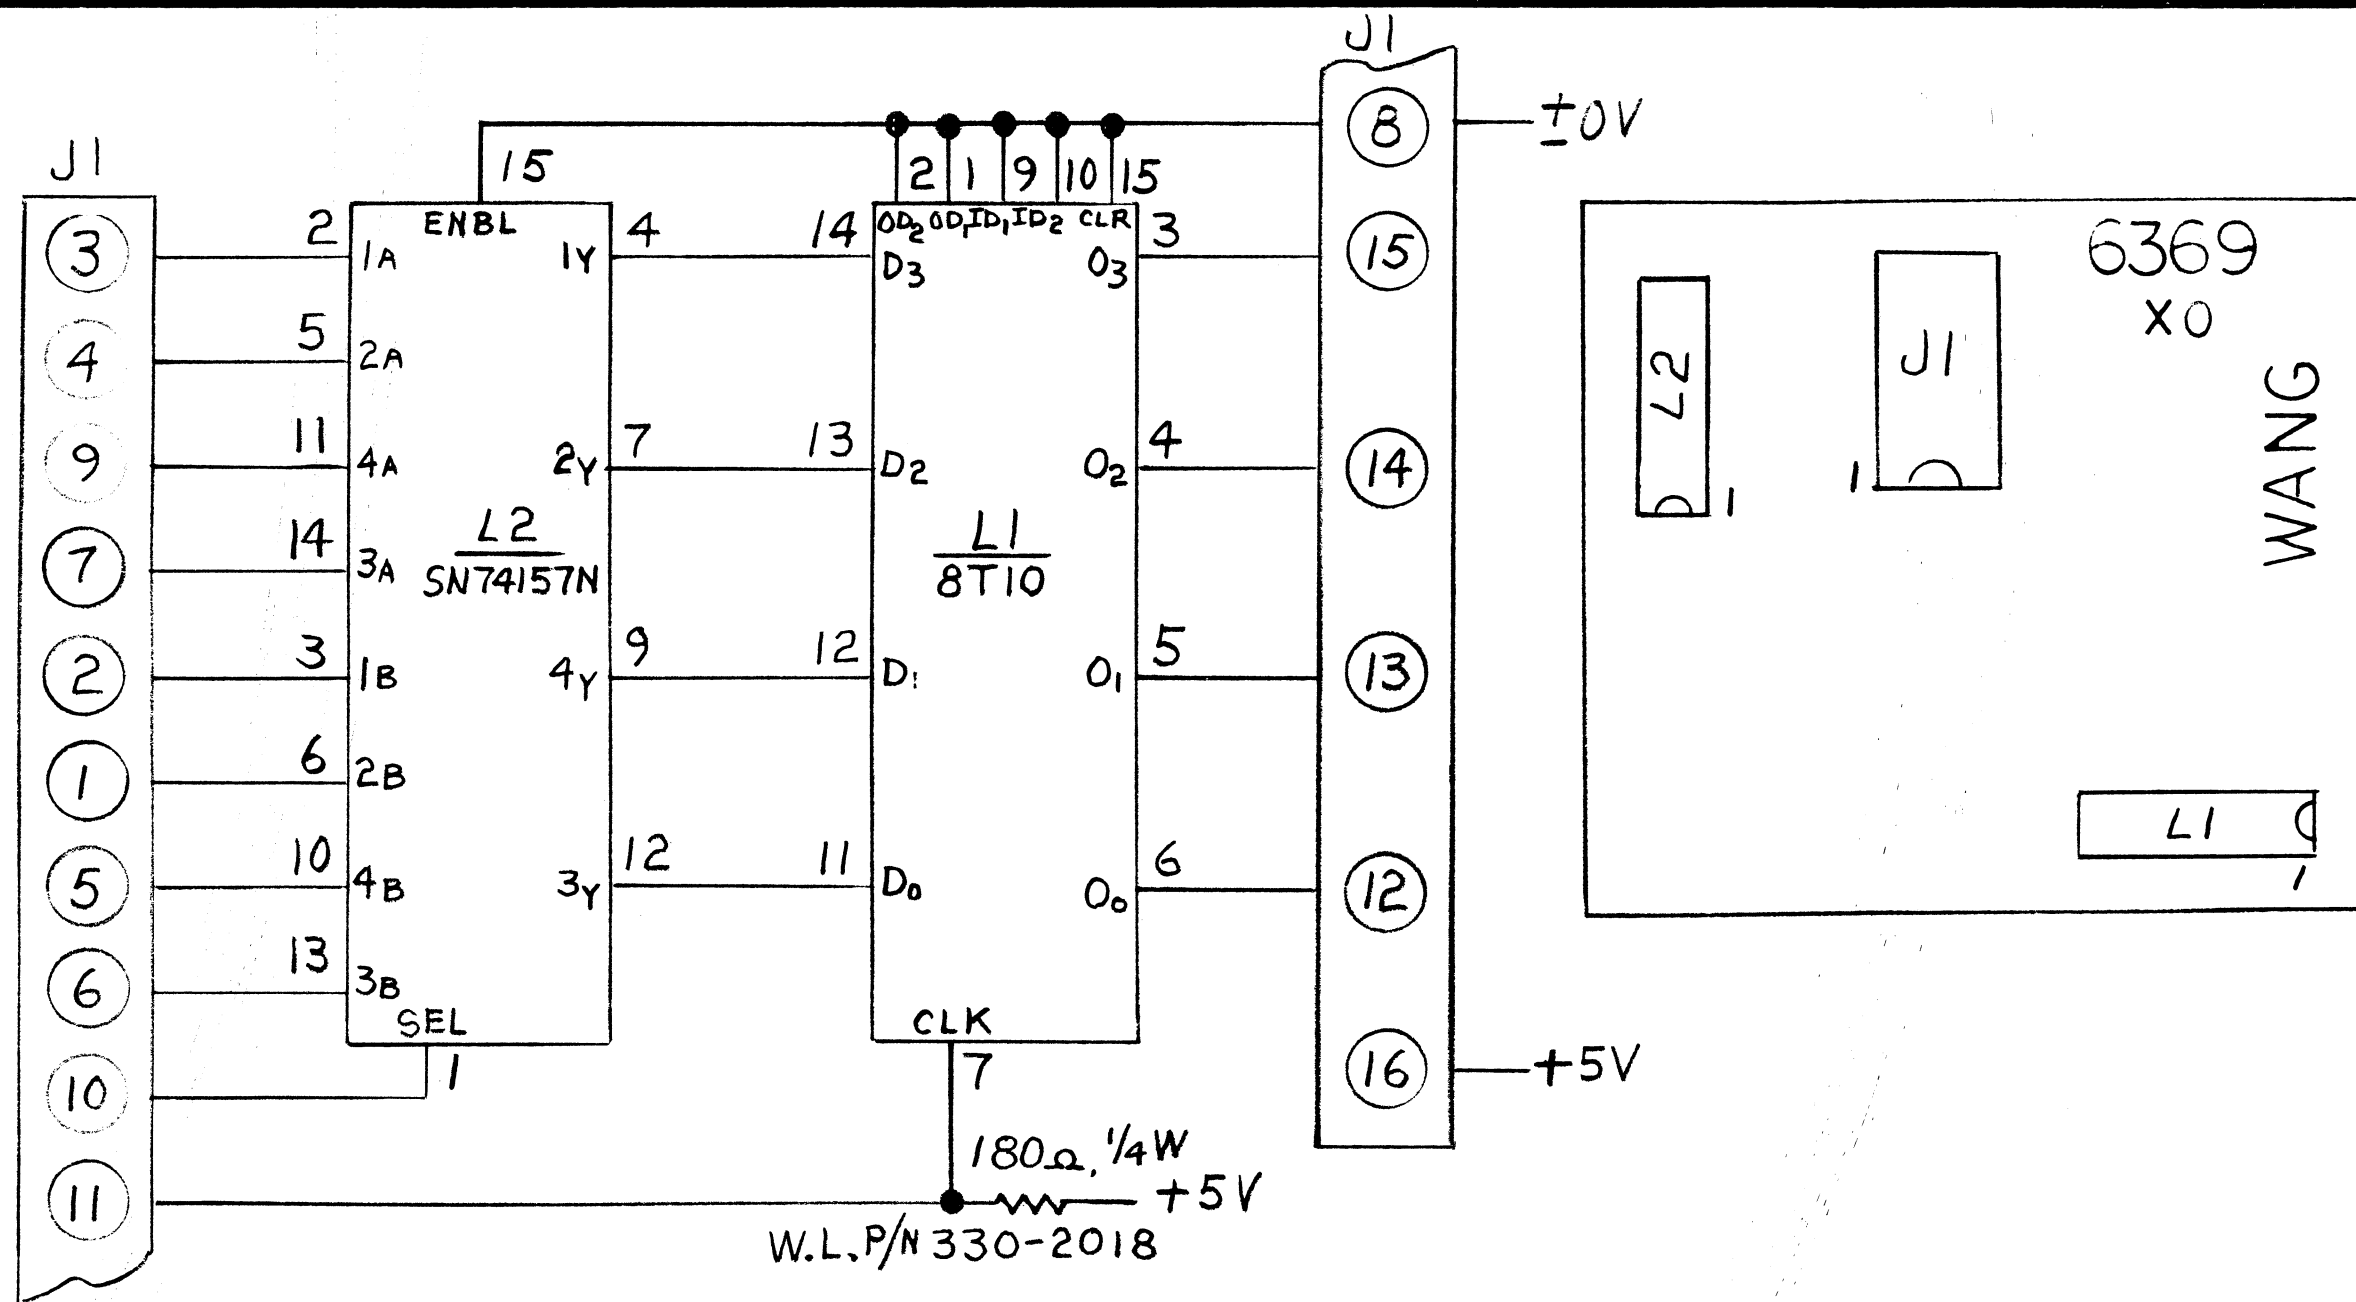 J1
±0V
8
J1
15
2 1 9 10 15
ENBL
OD2 OD1 ID1 ID2 CLR
3 2 1A 1Y 4 14 D3 O3 3 15
4 5 2A
9 11 4A 2Y 7 13 D2 O2 4 14
7 14 3A
L2
SN74157N
L1
8T10
2 3 1B 4Y 9 12 D1 O1 5 13
1 6 2B
5 10 4B 3Y 12 11 D0 O0 6 12
6 13 3B
SEL
CLK
10 1
7
16 +5V
11
180Ω, 1/4W
+5V
W.L. P/N 330-2018
6369
X0
WANG
L2
1
J1
1
L1
1